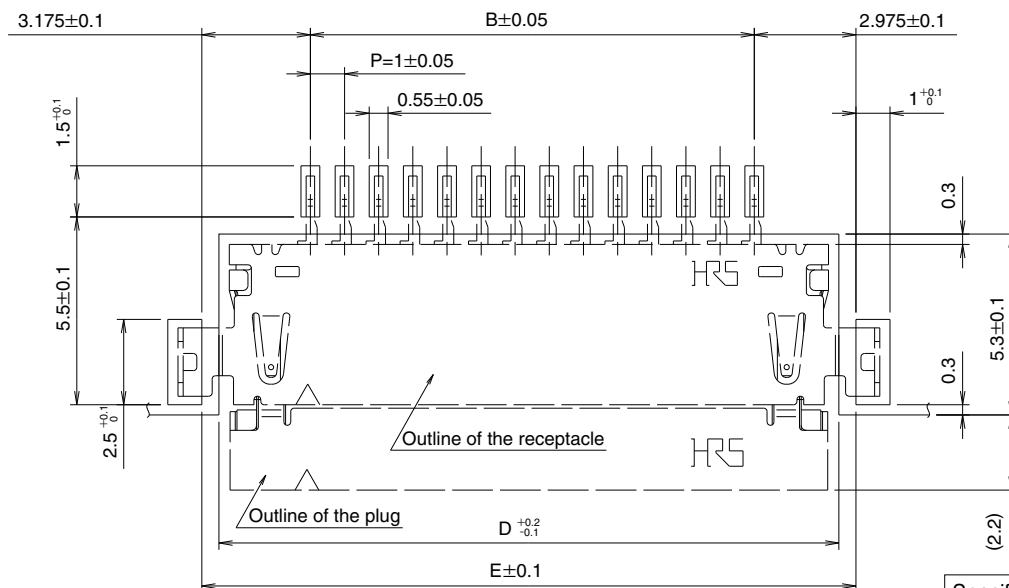 3.175±0.1
B±0.05
2.975±0.1
P=1±0.05
0.55±0.05
1 +0.1 0
1.5 +0.1 0
0.3
HRS
5.5±0.1
5.3±0.1
0.3
2.5 +0.1 0
Outline of the receptacle
HRS
Outline of the plug
D +0.2 -0.1
(2.2)
E±0.1